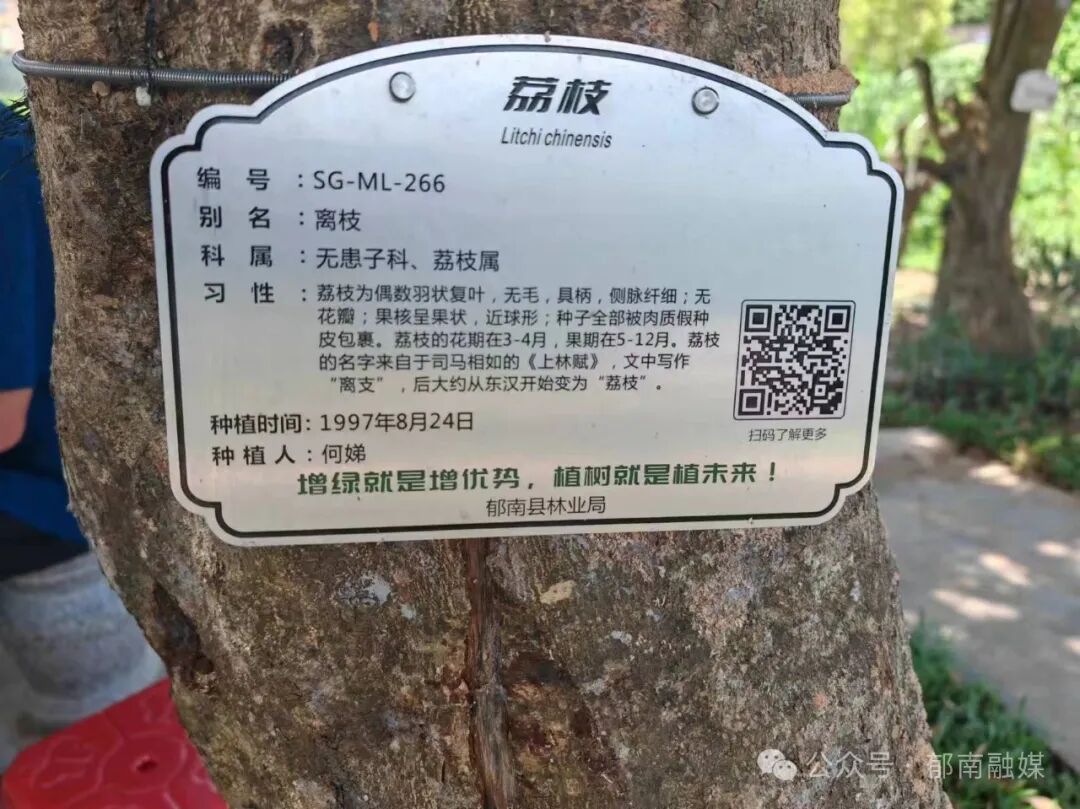 荔枝
Litchi chinensis
编 号 ：SG-ML-266
别 名 ：离枝
科 属 ：无患子科、荔枝属
习 性 ：荔枝为偶数羽状复叶，无毛，具柄，侧脉纤细；无
花瓣；果核呈果状，近球形；种子全部被肉质假种
皮包裹。荔枝的花期在3-4月，果期在5-12月。荔枝
的名字来自于司马相如的《上林赋》，文中写作
“离支”，后大约从东汉开始变为“荔枝”。
扫码了解更多
种植时间：1997年8月24日
种 植 人：何娣
增绿就是增优势，植树就是植未来！
郁南县林业局
公众号 · 郁南融媒